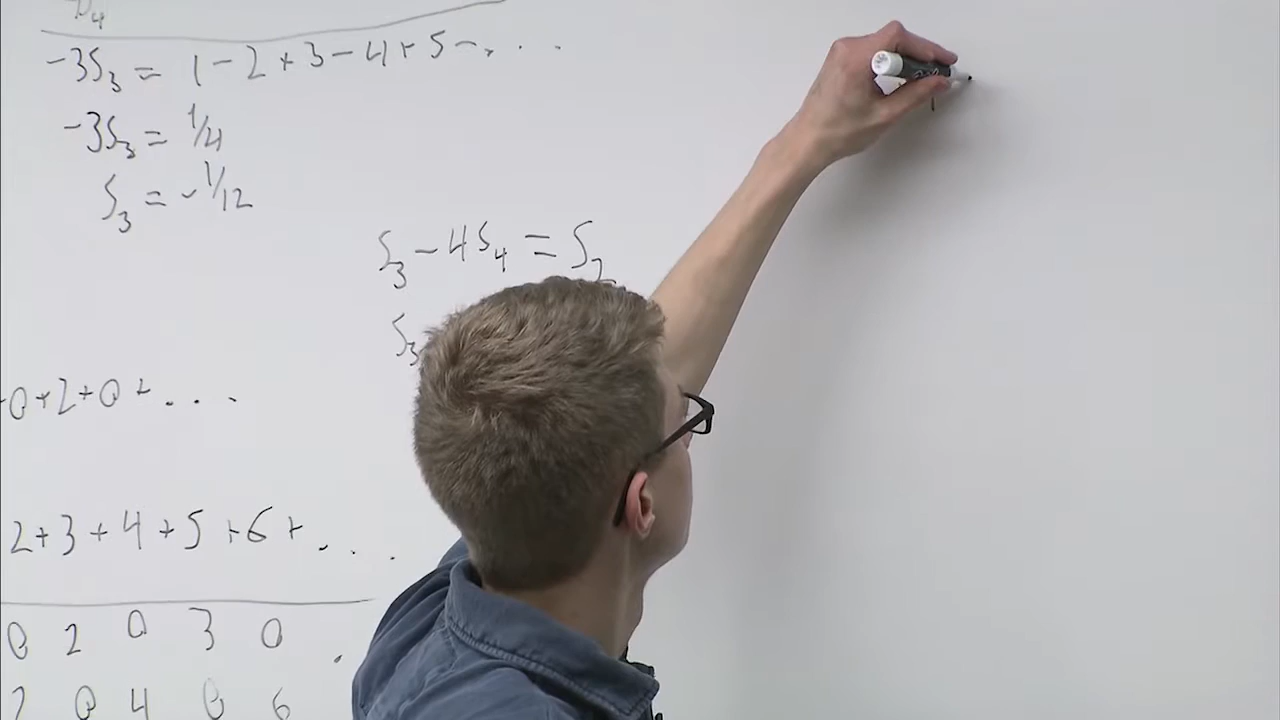 -3S₃ = 1 - 2 + 3 - 4 + 5 - . . .
-3S₃ = 1/4
S₃ = -1/12
S₃ - 4S₄ = S₂
S₃
0+2+0+ . . . .
2+3+4+5+6+ . . . .
0 2 0 3 0 .
2 0 4 0 6